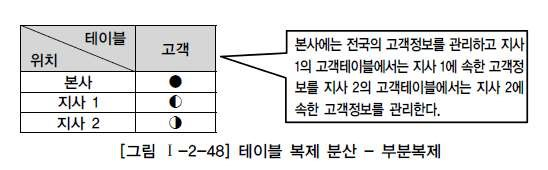 테이블
위치
고객
본사 ●
지사 1 ◐
지사 2 ◑
본사에는 전국의 고객정보를 관리하고 지사
1의 고객테이블에서는 지사 1에 속한 고객정
보를 지사 2의 고객테이블에서는 지사 2에
속한 고객정보를 관리한다.
[그림 Ⅰ-2-48] 테이블 복제 분산 - 부분복제